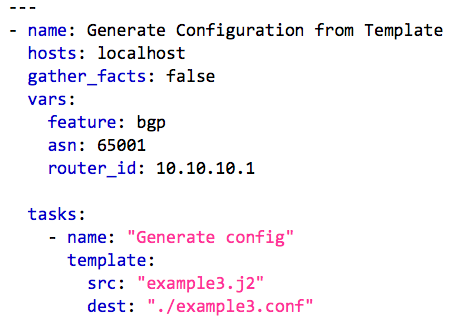 ---
- name: Generate Configuration from Template
  hosts: localhost
  gather_facts: false
  vars:
    feature: bgp
    asn: 65001
    router_id: 10.10.10.1

  tasks:
    - name: "Generate config"
      template:
        src: "example3.j2"
        dest: "./example3.conf"